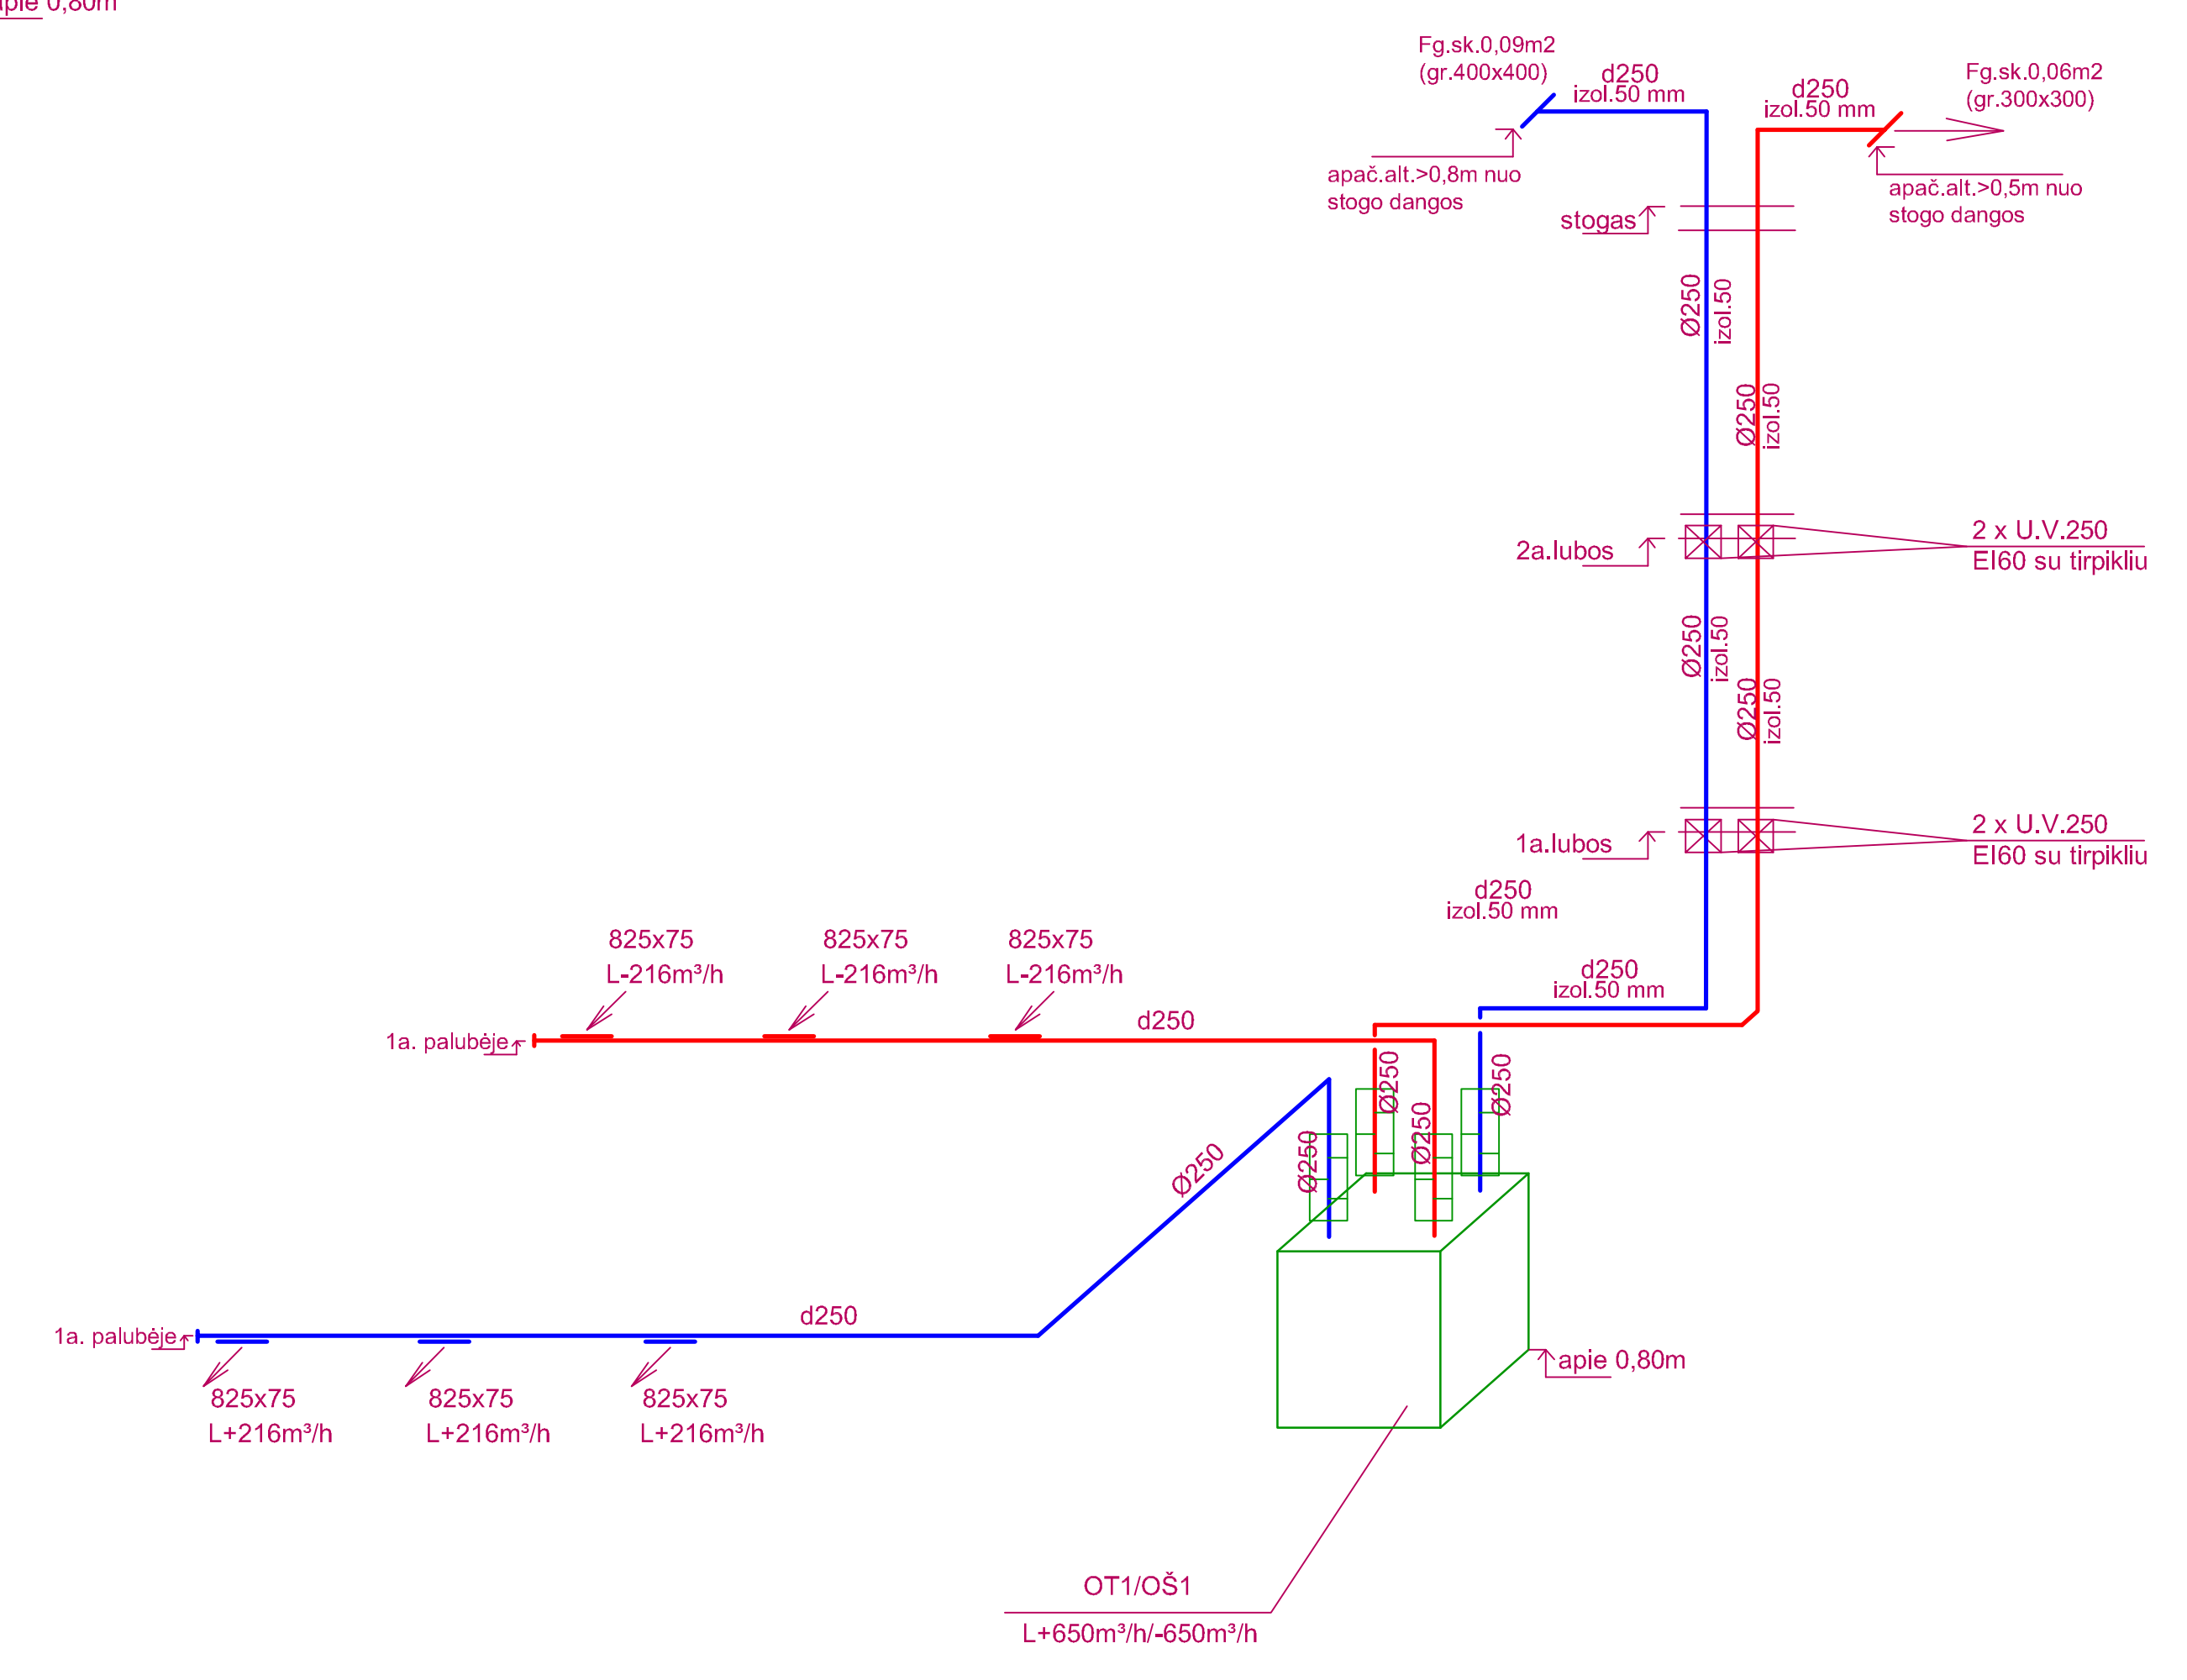 apie 0,80m
Fg.sk.0,09m2
(gr.400x400)
d250
izol.50 mm
d250
izol.50 mm
Fg.sk.0,06m2
(gr.300x300)
apač.alt.>0,8m nuo
stogo dangos
apač.alt.>0,5m nuo
stogo dangos
stogas
Ø250
izol.50
Ø250
izol.50
2a.lubos
2 x U.V.250
EI60 su tirpikliu
Ø250
izol.50
Ø250
izol.50
1a.lubos
2 x U.V.250
EI60 su tirpikliu
d250
izol.50 mm
825x75
L-216m³/h
825x75
L-216m³/h
825x75
L-216m³/h
d250
izol.50 mm
1a. palubėje
d250
Ø250
Ø250
Ø250
Ø250
Ø250
1a. palubėje
d250
825x75
L+216m³/h
825x75
L+216m³/h
825x75
L+216m³/h
apie 0,80m
OT1/OŠ1
L+650m³/h/-650m³/h